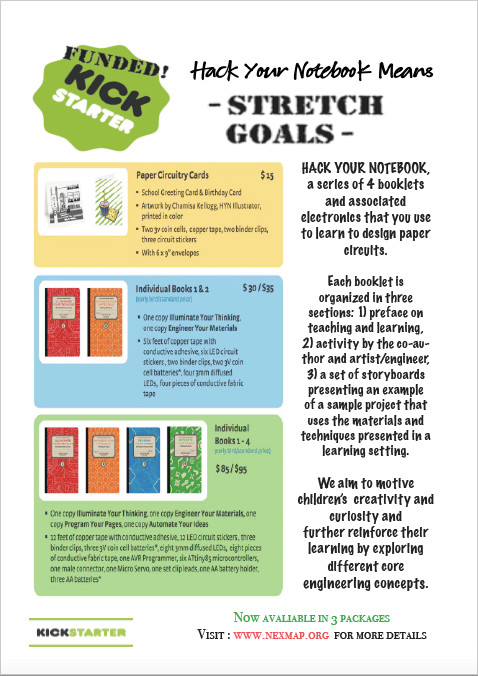 FUNDED!
KICK
STARTER
Hack Your Notebook Means
- STRETCH
GOALS -
Paper Circuitry Cards $15
• School Greeting Card & Birthday Card
• Artwork by Chamisa Kellogg, HYN Illustrator,
printed in color
• Two 3v coin cells, copper tape, two binder clips,
three circuit stickers
• With 6 x 9" envelopes
Individual Books 1 & 2 $30/$35
(early bird/standard price)
• One copy Illuminate Your Thinking,
one copy Engineer Your Materials
• Six feet of copper tape with
conductive adhesive, six LED circuit
stickers, two binder clips, two 3V coin
cell batteries*, four 3mm diffused
LEDs, four pieces of conductive fabric
tape
Individual
Books 1 - 4
(early bird/standard price)
$85/$95
• One copy Illuminate Your Thinking, one copy Engineer Your Materials, one
copy Program Your Pages, one copy Automate Your Ideas
• 12 feet of copper tape with conductive adhesive, 12 LED circuit stickers, three
binder clips, three 3V coin cell batteries*, eight 3mm diffused LEDs, eight pieces
of conductive fabric tape, one AVR Programmer, six ATtiny85 microcontrollers,
one male connector, one Micro Servo, one set clip leads, one AA battery holder,
three AA batteries*
HACK YOUR NOTEBOOK,
a series of 4 booklets
and associated
electronics that you use
to learn to design paper
circuits.
Each booklet is
organized in three
sections: 1) preface on
teaching and learning,
2) activity by the co-au-
thor and artist/engineer,
3) a set of storyboards
presenting an example
of a sample project that
uses the materials and
techniques presented in a
learning setting.
We aim to motive
children's creativity and
curiosity and
further reinforce their
learning by exploring
different core
engineering concepts.
KICKSTARTER
Now avaliable in 3 packages
Visit : www.nexmap.org for more details